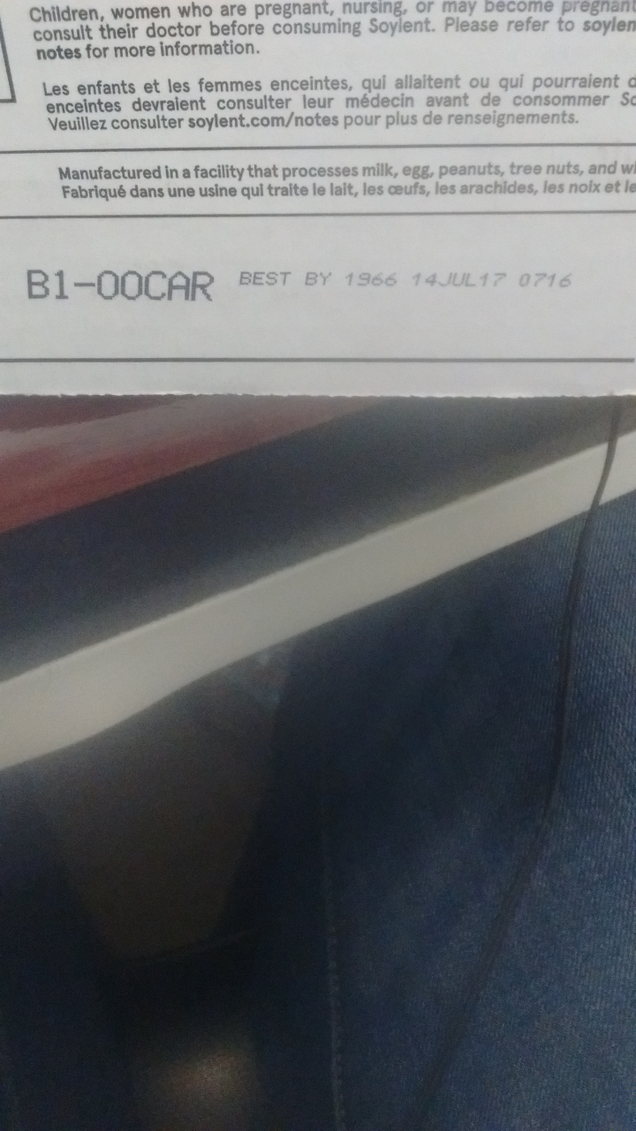 Children, women who are pregnant, nursing, or may become pregnant
consult their doctor before consuming Soylent. Please refer to soylen
notes for more information.
Les enfants et les femmes enceintes, qui allaitent ou qui pourraient
enceintes devraient consulter leur médecin avant de consommer
Veuillez consulter soylent.com/notes pour plus de renseignements.
Manufactured in a facility that processes milk, egg, peanuts, tree nuts, and
Fabriqué dans une usine qui traite le lait, les œufs, les arachides, les noix et
B1-00CAR BEST BY 1966 14JUL17 0716